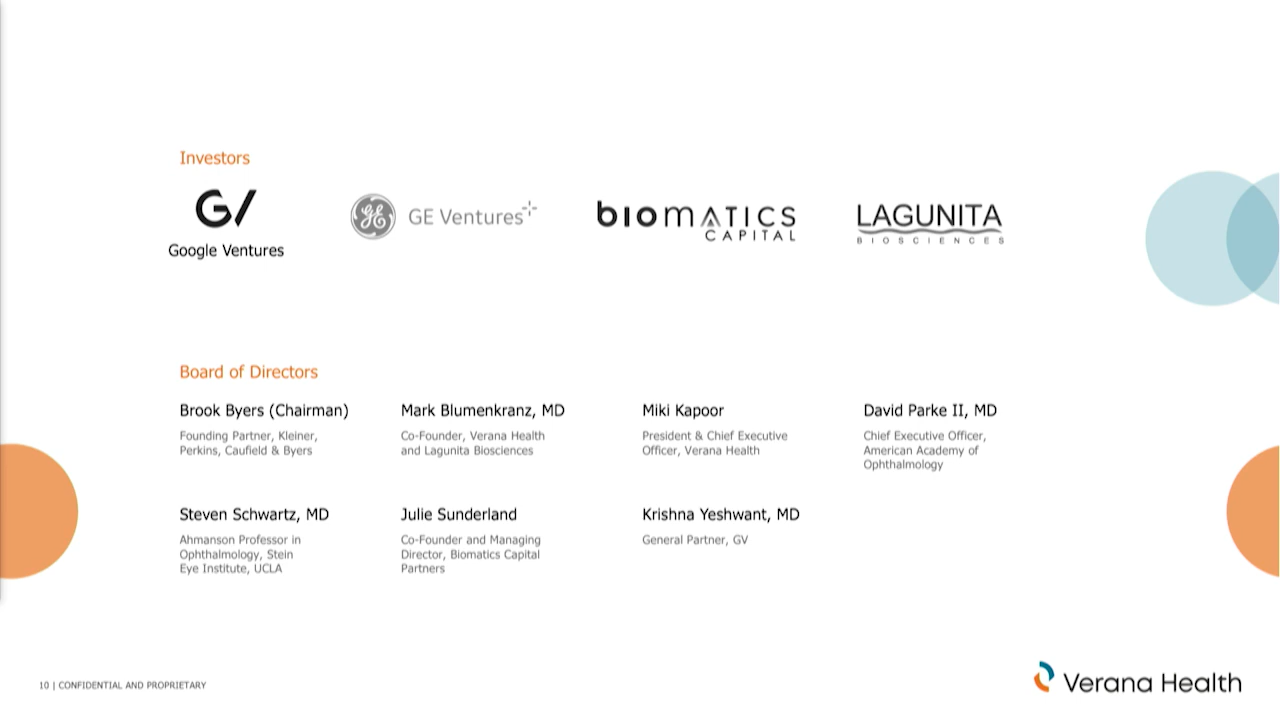 Investors
GV
Google Ventures
GE
GE Ventures
biomATICS
CAPITAL
LAGUNITA
BIOSCIENCES
Board of Directors
Brook Byers (Chairman)
Founding Partner, Kleiner,
Perkins, Caufield & Byers
Mark Blumenkranz, MD
Co-Founder, Verana Health
and Lagunita Biosciences
Miki Kapoor
President & Chief Executive
Officer, Verana Health
David Parke II, MD
Chief Executive Officer,
American Academy of
Ophthalmology
Steven Schwartz, MD
Ahmanson Professor in
Ophthalmology, Stein
Eye Institute, UCLA
Julie Sunderland
Co-Founder and Managing
Director, Biomatics Capital
Partners
Krishna Yeshwant, MD
General Partner, GV
10 | CONFIDENTIAL AND PROPRIETARY
Verana Health